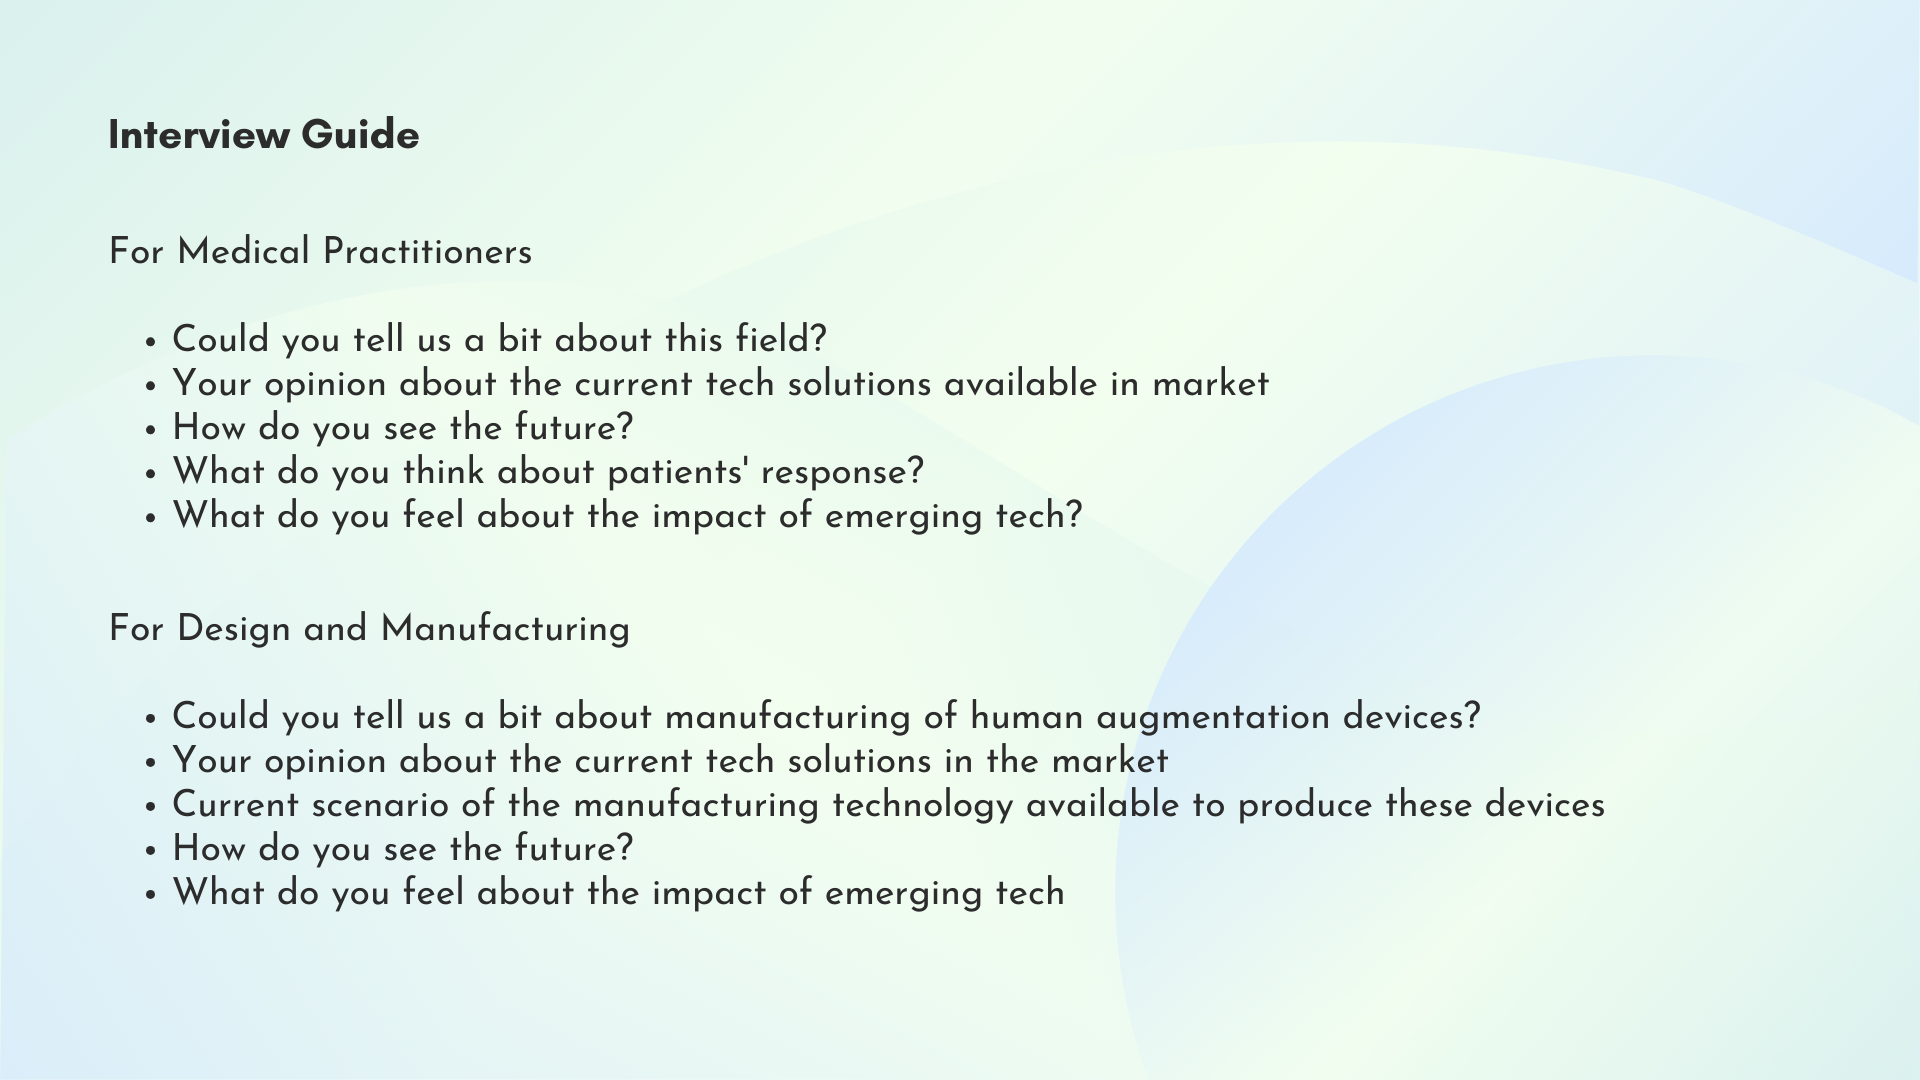 Interview Guide
For Medical Practitioners
• Could you tell us a bit about this field?
• Your opinion about the current tech solutions available in market
• How do you see the future?
• What do you think about patients' response?
• What do you feel about the impact of emerging tech?
For Design and Manufacturing
• Could you tell us a bit about manufacturing of human augmentation devices?
• Your opinion about the current tech solutions in the market
• Current scenario of the manufacturing technology available to produce these devices
• How do you see the future?
• What do you feel about the impact of emerging tech